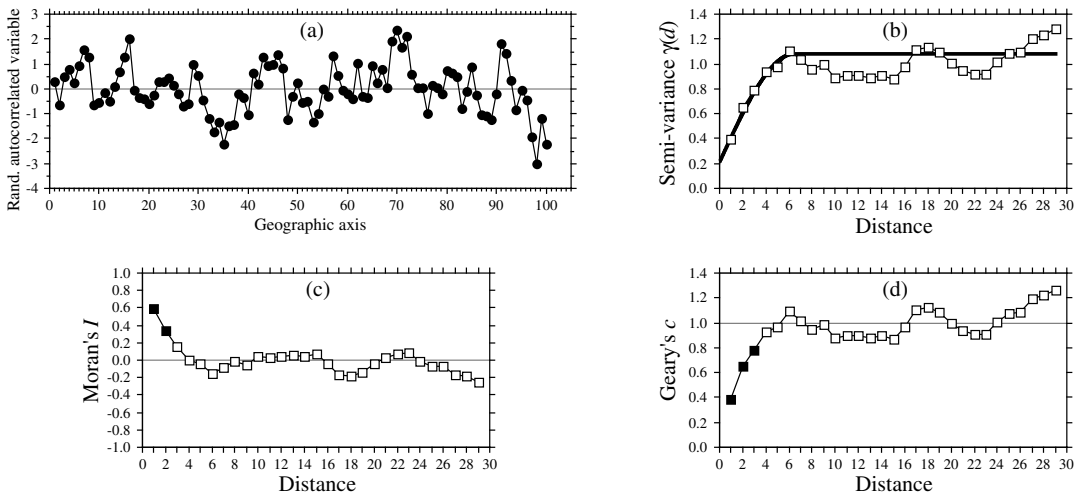 (a)
Rand. autocorrelated variable
3
2
1
0
-1
-2
-3
-4
0 10 20 30 40 50 60 70 80 90 100
Geographic axis
(b)
Semi-variance γ(d)
1.4
1.2
1.0
0.8
0.6
0.4
0.2
0.0
0 2 4 6 8 10 12 14 16 18 20 22 24 26 28 30
Distance
(c)
Moran's I
1.0
0.8
0.6
0.4
0.2
0.0
-0.2
-0.4
-0.6
-0.8
-1.0
0 2 4 6 8 10 12 14 16 18 20 22 24 26 28 30
Distance
(d)
Geary's c
1.4
1.2
1.0
0.8
0.6
0.4
0.2
0.0
0 2 4 6 8 10 12 14 16 18 20 22 24 26 28 30
Distance